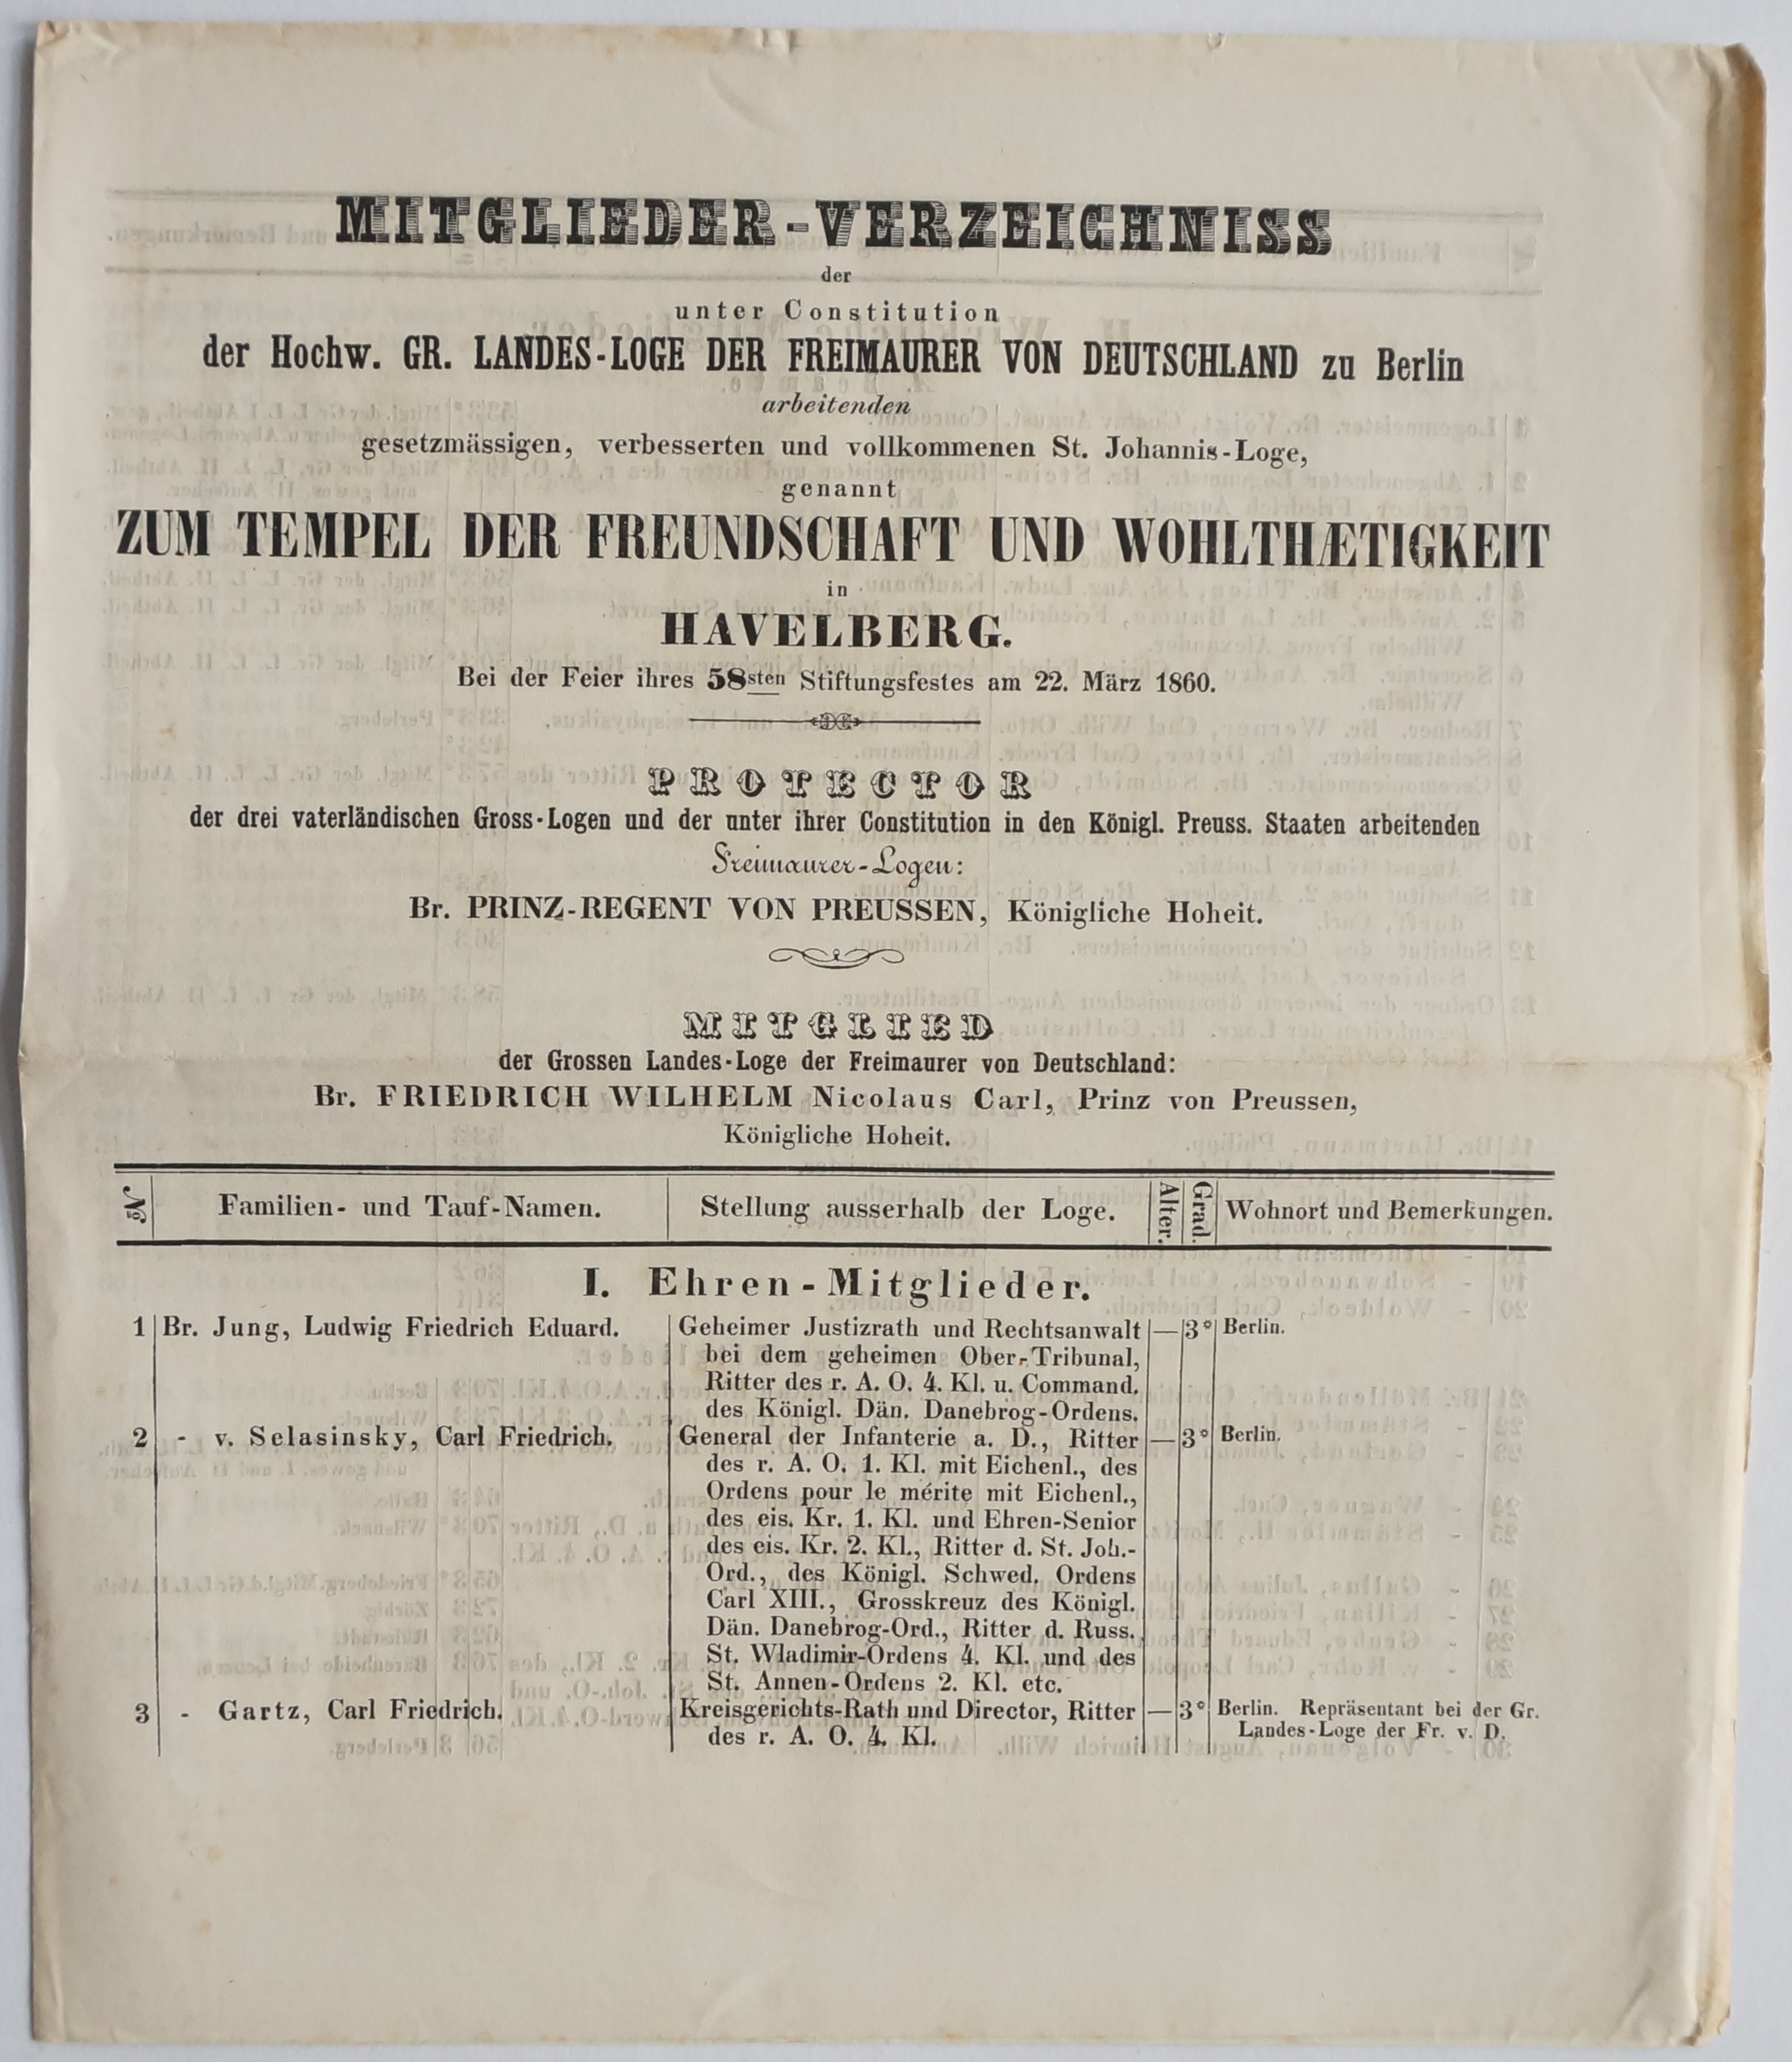 MITGLIEDER-VERZEICHNISS
der
unter Constitution
der Hochw. GR. LANDES-LOGE DER FREIMAURER VON DEUTSCHLAND zu Berlin
arbeitenden
gesetzmässigen, verbesserten und vollkommenen St. Johannis-Loge,
genannt
ZUM TEMPEL DER FREUNDSCHAFT UND WOHLTHÆTIGKEIT
in
HAVELBERG.
Bei der Feier ihres 58sten Stiftungsfestes am 22. März 1860.
PROTECTOR
der drei vaterländischen Gross-Logen und der unter ihrer Constitution in den Königl. Preuss. Staaten arbeitenden
Freimaurer-Logen:
Br. PRINZ-REGENT VON PREUSSEN, Königliche Hoheit.
MITGLIED
der Grossen Landes-Loge der Freimaurer von Deutschland:
Br. FRIEDRICH WILHELM Nicolaus Carl, Prinz von Preussen,
Königliche Hoheit.
№ Familien- und Tauf-Namen. Stellung ausserhalb der Loge. Alter. Grad. Wohnort und Bemerkungen.
I. Ehren-Mitglieder.
1 Br. Jung, Ludwig Friedrich Eduard. Geheimer Justizrath und Rechtsanwalt — 3° Berlin.
bei dem geheimen Ober-Tribunal,
Ritter des r. A. O. 4. Kl. u. Command.
des Königl. Dän. Danebrog-Ordens.
2 - v. Selasinsky, Carl Friedrich. General der Infanterie a. D., Ritter — 3° Berlin.
des r. A. O. 1. Kl. mit Eichenl., des
Ordens pour le mérite mit Eichenl.,
des eis. Kr. 1. Kl. und Ehren-Senior
des eis. Kr. 2. Kl., Ritter d. St. Joh.-
Ord., des Königl. Schwed. Ordens
Carl XIII., Grosskreuz des Königl.
Dän. Danebrog-Ord., Ritter d. Russ.
St. Wladimir-Ordens 4. Kl. und des
St. Annen-Ordens 2. Kl. etc.
3 - Gartz, Carl Friedrich. Kreisgerichts-Rath und Director, Ritter — 3° Berlin. Repräsentant bei der Gr.
des r. A. O. 4. Kl. Landes-Loge der Fr. v. D.